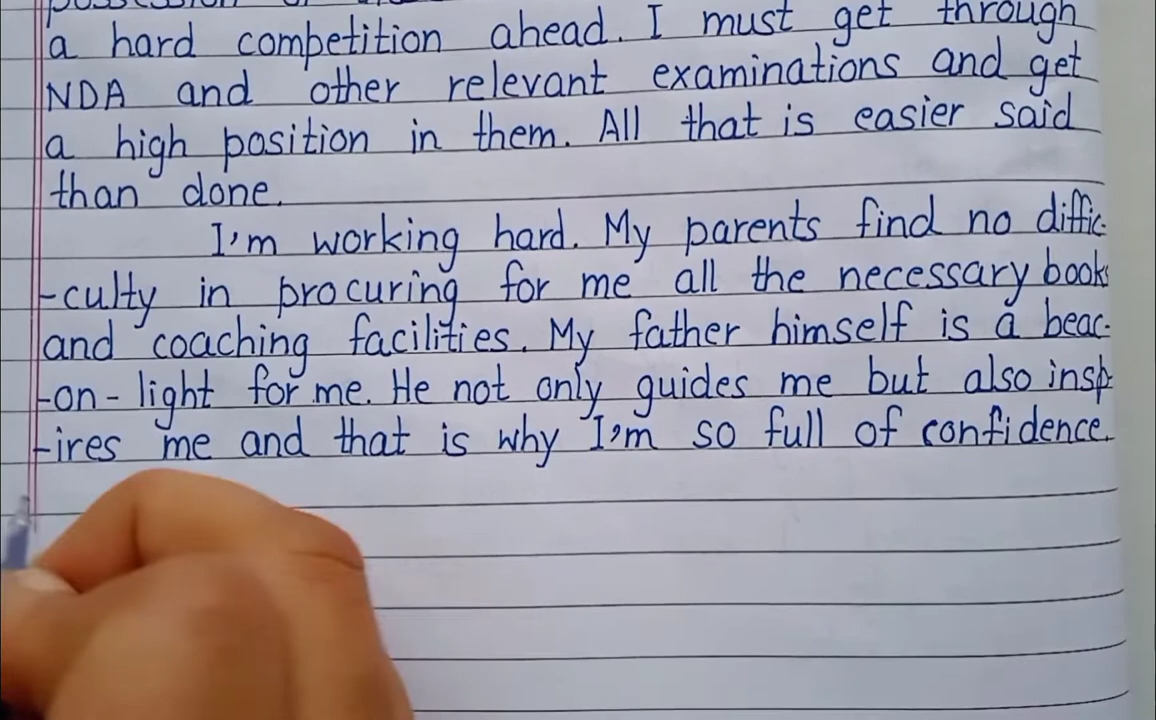 a hard competition ahead. I must get through
NDA and other relevant examinations and get
a high position in them. All that is easier said
than done.
I'm working hard. My parents find no diffic-
-culty in procuring for me all the necessary books
and coaching facilities. My father himself is a beac-
-on-light for me. He not only guides me but also insp-
-ires me and that is why I'm so full of confidence.